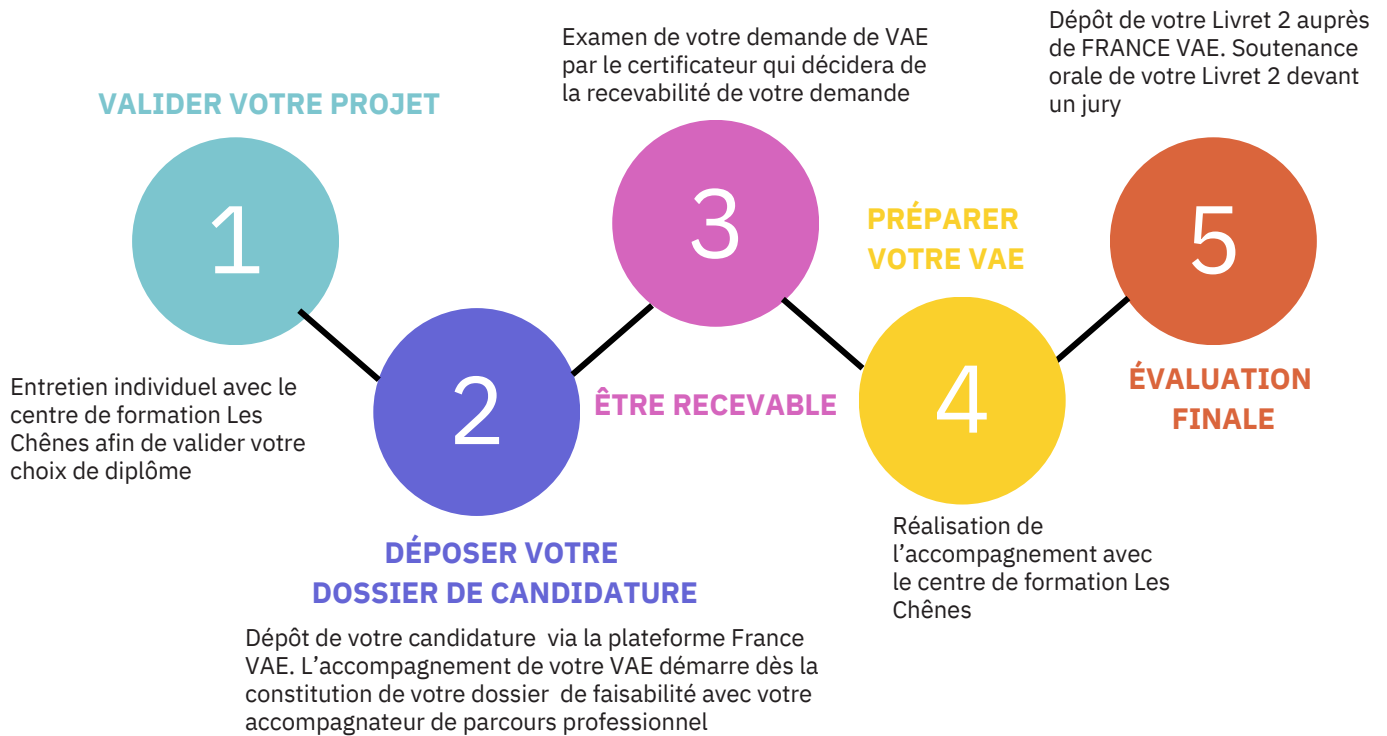 VALIDER VOTRE PROJET
1
Entretien individuel avec le
centre de formation Les
Chênes afin de valider votre
choix de diplôme
2
DÉPOSER VOTRE
DOSSIER DE CANDIDATURE
Dépôt de votre candidature via la plateforme France
VAE. L’accompagnement de votre VAE démarre dès la
constitution de votre dossier de faisabilité avec votre
accompagnateur de parcours professionnel
Examen de votre demande de VAE
par le certificateur qui décidera de
la recevabilité de votre demande
3
ÊTRE RECEVABLE
PRÉPARER
VOTRE VAE
4
Réalisation de
l’accompagnement avec
le centre de formation Les
Chênes
Dépôt de votre Livret 2 auprès
de FRANCE VAE. Soutenance
orale de votre Livret 2 devant
un jury
5
ÉVALUATION
FINALE